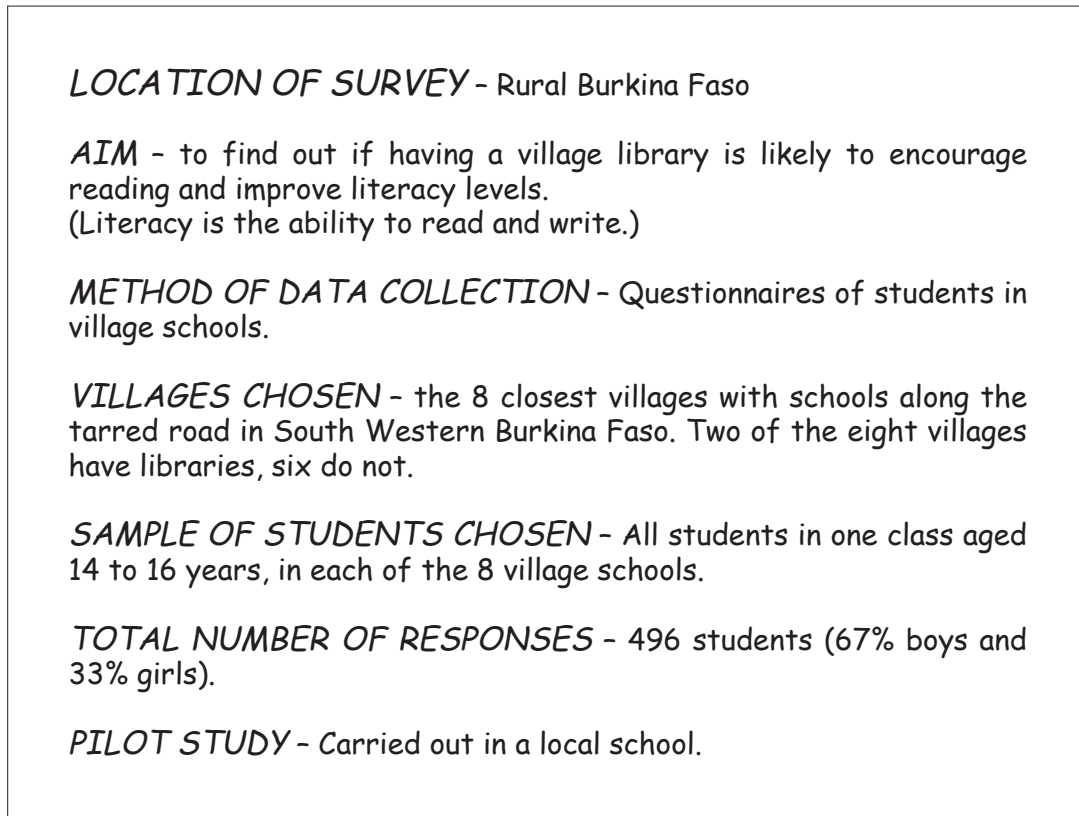 LOCATION OF SURVEY – Rural Burkina Faso
AIM – to find out if having a village library is likely to encourage
reading and improve literacy levels.
(Literacy is the ability to read and write.)
METHOD OF DATA COLLECTION – Questionnaires of students in
village schools.
VILLAGES CHOSEN – the 8 closest villages with schools along the
tarred road in South Western Burkina Faso. Two of the eight villages
have libraries, six do not.
SAMPLE OF STUDENTS CHOSEN – All students in one class aged
14 to 16 years, in each of the 8 village schools.
TOTAL NUMBER OF RESPONSES – 496 students (67% boys and
33% girls).
PILOT STUDY – Carried out in a local school.